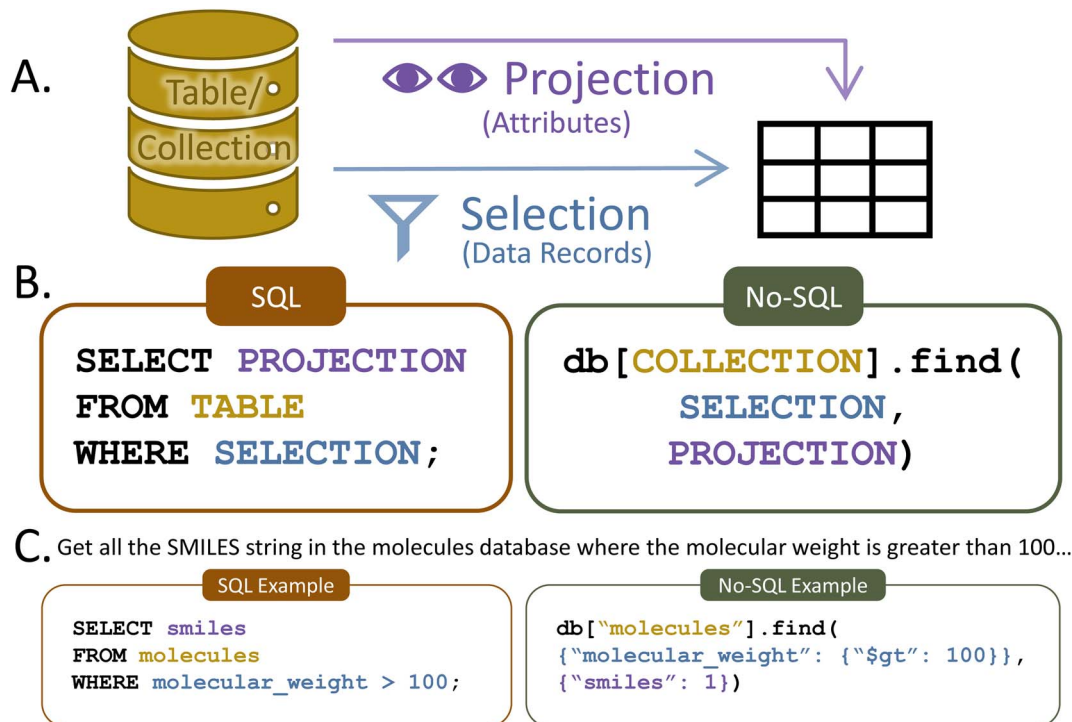 A.
Table/
Collection
Projection
(Attributes)
Selection
(Data Records)
B.
SQL
SELECT PROJECTION
FROM TABLE
WHERE SELECTION;
No-SQL
db[COLLECTION].find(
SELECTION,
PROJECTION)
C. Get all the SMILES string in the molecules database where the molecular weight is greater than 100…
SQL Example
SELECT smiles
FROM molecules
WHERE molecular_weight > 100;
No-SQL Example
db[“molecules”].find(
{“molecular_weight”: {“$gt”: 100}},
{“smiles”: 1})